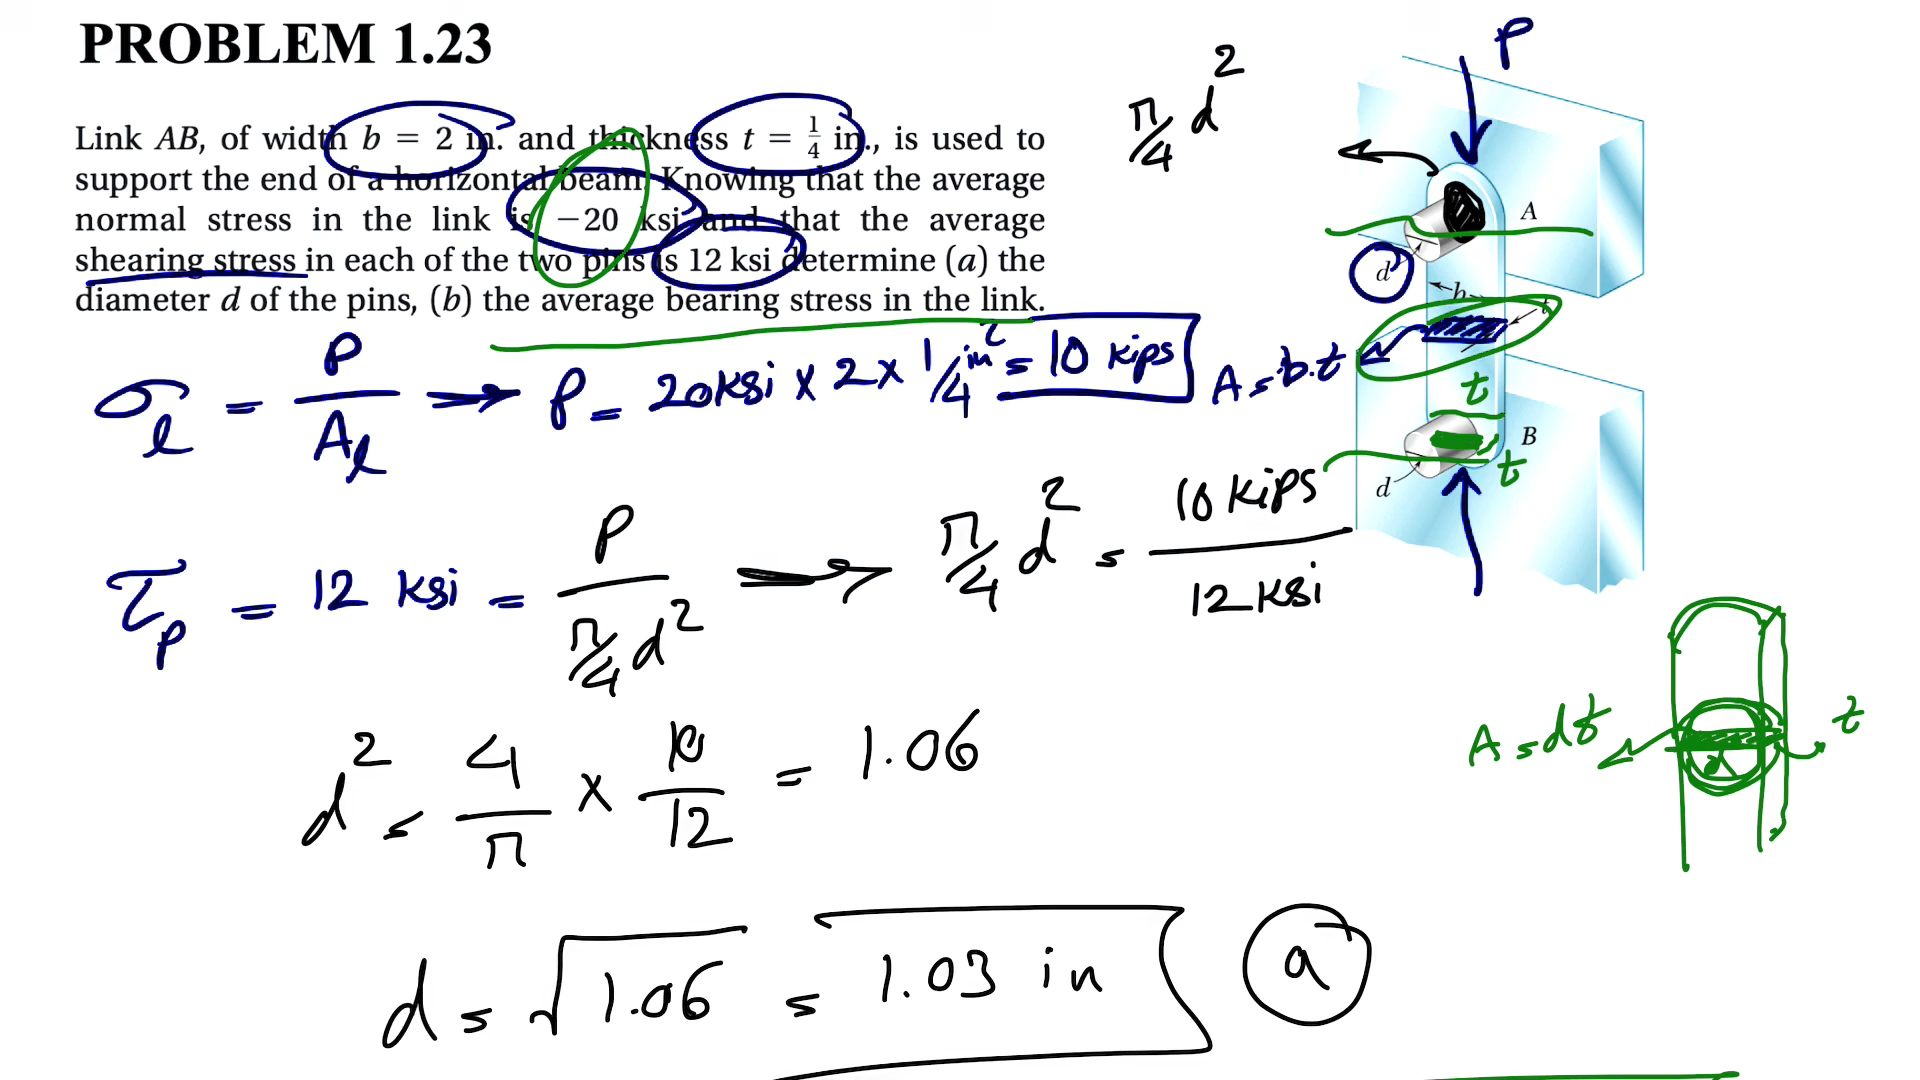 PROBLEM 1.23
Link AB, of width b = 2 in. and thickness t = 1/4 in., is used to
support the end of a horizontal beam. Knowing that the average
normal stress in the link is −20 ksi and that the average
shearing stress in each of the two pins is 12 ksi determine (a) the
diameter d of the pins, (b) the average bearing stress in the link.
π/4 d²
P
A
d
b
t
t
B
t
d
σ_l = P/A_l → P = 20ksi × 2 × 1/4 in² = 10 kips
A = b.t
τ_p = 12 ksi = P / (π/4 d²) → π/4 d² = 10 kips / 12 ksi
d² = 4/π × 10/12 = 1.06
A = dt
d
t
d = √1.06 = 1.03 in
a